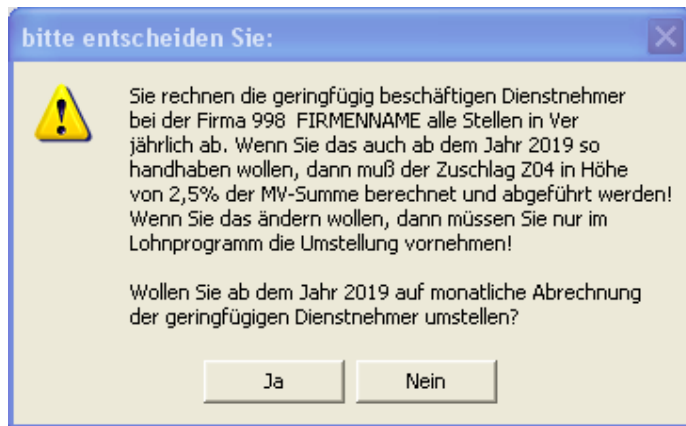 bitte entscheiden Sie:
Sie rechnen die geringfügig beschäftigen Dienstnehmer
bei der Firma 998  FIRMENNAME alle Stellen in Ver
jährlich ab. Wenn Sie das auch ab dem Jahr 2019 so
handhaben wollen, dann muß der Zuschlag Z04 in Höhe
von 2,5% der MV-Summe berechnet und abgeführt werden!
Wenn Sie das ändern wollen, dann müssen Sie nur im
Lohnprogramm die Umstellung vornehmen!
Wollen Sie ab dem Jahr 2019 auf monatliche Abrechnung
der geringfügigen Dienstnehmer umstellen?
Ja
Nein